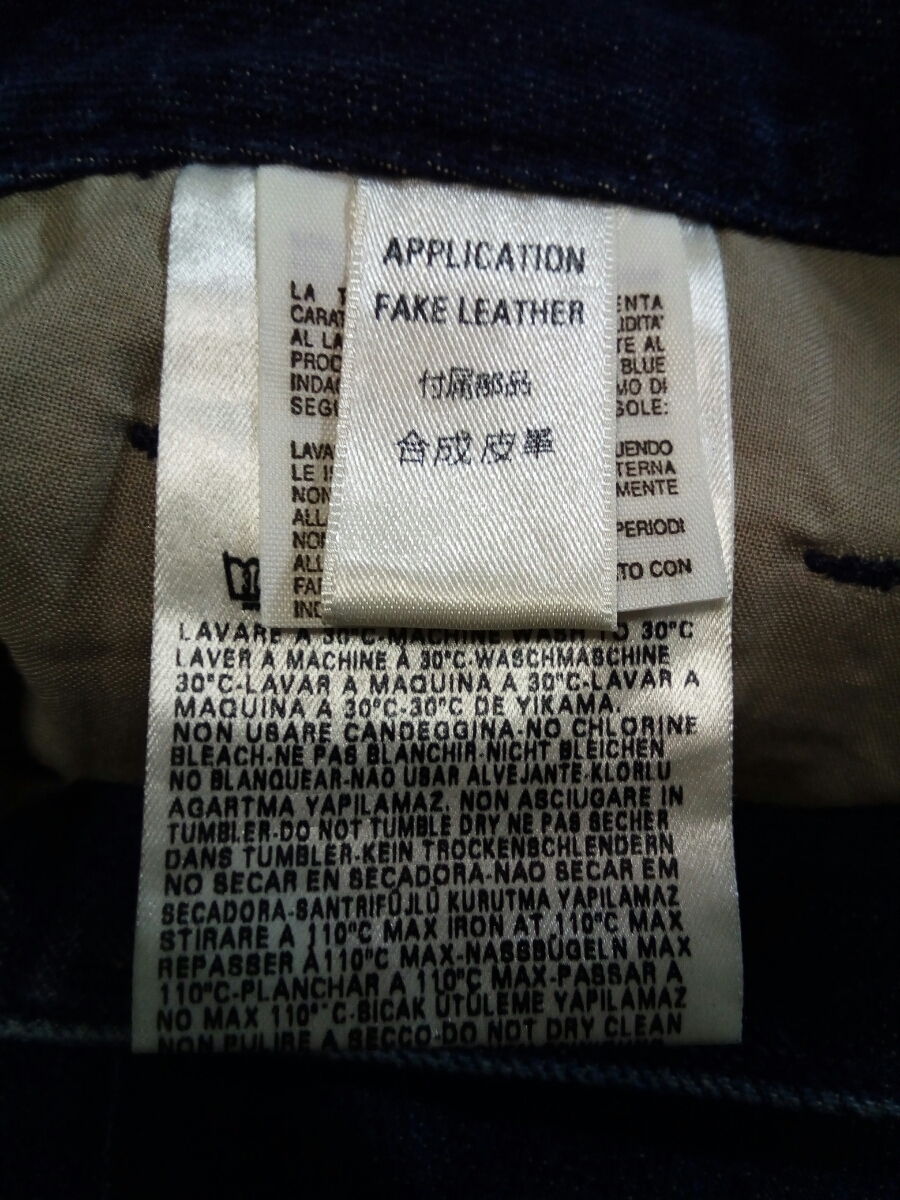 APPLICATION
FAKE LEATHER
付属部品
合成皮革
LA T ENTA
CARAT IDITA'
AL LA TE AL
PROC BLUE
INDA MO DI
SEGU GOLE:
LAVA UENDO
LE IS TERNA
NON MENTE
ALL
NON PERIODI
ALL
FAR TO CON
IND
LAVARE A 30°C-MACHINE WASH TO 30°C
LAVER A MACHINE À 30°C-WASCHMASCHINE
30°C-LAVAR A MAQUINA A 30°C-LAVAR A
MAQUINA A 30°C-30°C DE YIKAMA.
NON USARE CANDEGGINA-NO CHLORINE
BLEACH-NE PAS BLANCHIR-NICHT BLEICHEN
NO BLANQUEAR-NAO USAR ALVEJANTE-KLORLU
AGARTMA YAPILAMAZ. NON ASCIUGARE IN
TUMBLER-DO NOT TUMBLE DRY NE PAS SECHER
DANS TUMBLER-KEIN TROCKENSCHLENDERN
NO SECAR EN SECADORA-NAO SECAR EM
SECADORA-SANTRIFÜJLÜ KURUTMA YAPILAMAZ
STIRARE A 110°C MAX IRON AT 110°C MAX
REPASSER À110°C MAX-NASSBÜGELN MAX
110°C-PLANCHAR A 110°C MAX-PASSAR A
NO MAX 110°C-BICAK ÜTÜLEME YAPILAMAZ
NON PULIRE A SECCO-DO NOT DRY CLEAN